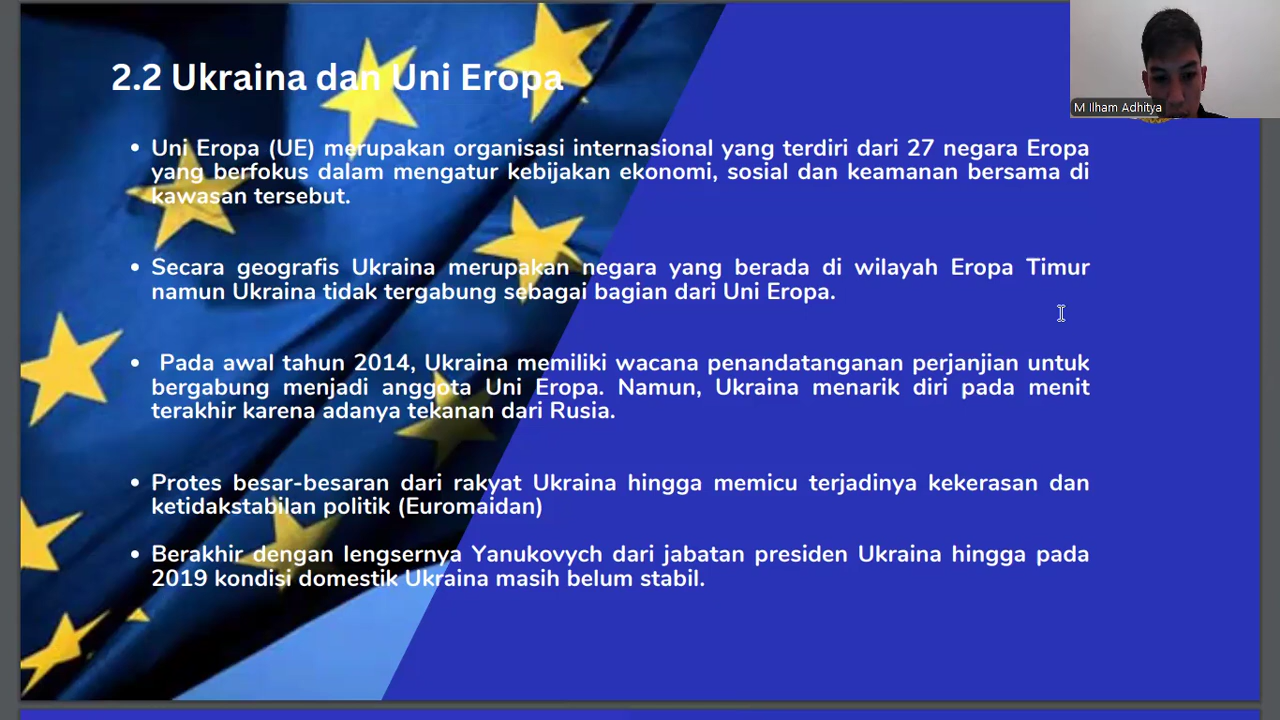 2.2 Ukraina dan Uni Eropa
M Ilham Adhitya
• Uni Eropa (UE) merupakan organisasi internasional yang terdiri dari 27 negara Eropa
yang berfokus dalam mengatur kebijakan ekonomi, sosial dan keamanan bersama di
kawasan tersebut.
• Secara geografis Ukraina merupakan negara yang berada di wilayah Eropa Timur
namun Ukraina tidak tergabung sebagai bagian dari Uni Eropa.
• Pada awal tahun 2014, Ukraina memiliki wacana penandatanganan perjanjian untuk
bergabung menjadi anggota Uni Eropa. Namun, Ukraina menarik diri pada menit
terakhir karena adanya tekanan dari Rusia.
• Protes besar-besaran dari rakyat Ukraina hingga memicu terjadinya kekerasan dan
ketidakstabilan politik (Euromaidan)
• Berakhir dengan lengsernya Yanukovych dari jabatan presiden Ukraina hingga pada
2019 kondisi domestik Ukraina masih belum stabil.